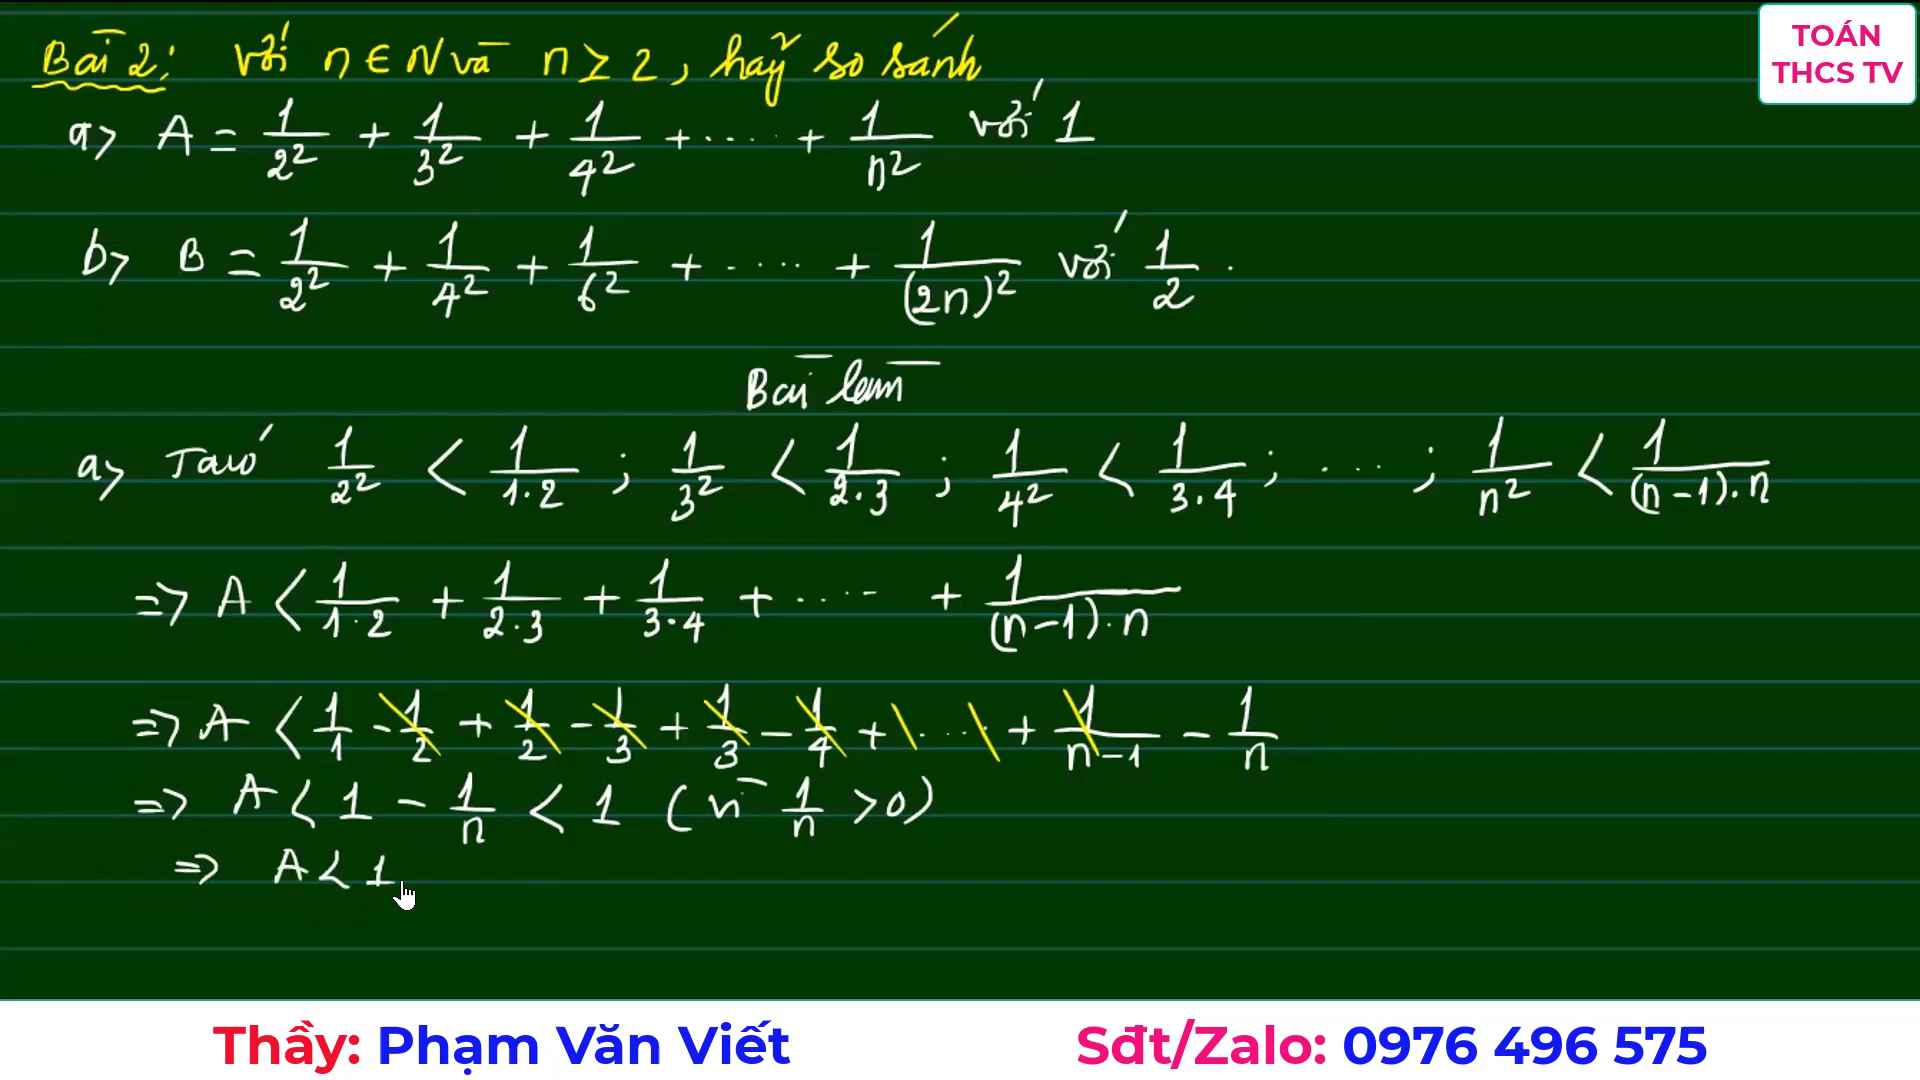 Bài 2: với n ∈ N và n ≥ 2, hãy so sánh
a> A = 1/2² + 1/3² + 1/4² + ..... + 1/n² với 1
b> B = 1/2² + 1/4² + 1/6² + ..... + 1/(2n)² với 1/2.
Bài làm
a> Ta có 1/2² < 1/1·2 ; 1/3² < 1/2·3 ; 1/4² < 1/3·4 ; .... ; 1/n² < 1/(n-1)·n
=> A < 1/1·2 + 1/2·3 + 1/3·4 + ..... + 1/(n-1)·n
=> A < 1/1 - 1/2 + 1/2 - 1/3 + 1/3 - 1/4 + .... + 1/n-1 - 1/n
=> A < 1 - 1/n < 1 (vì 1/n > 0)
=> A < 1
TOÁN
THCS TV
Thầy: Phạm Văn Viết
Sđt/Zalo: 0976 496 575